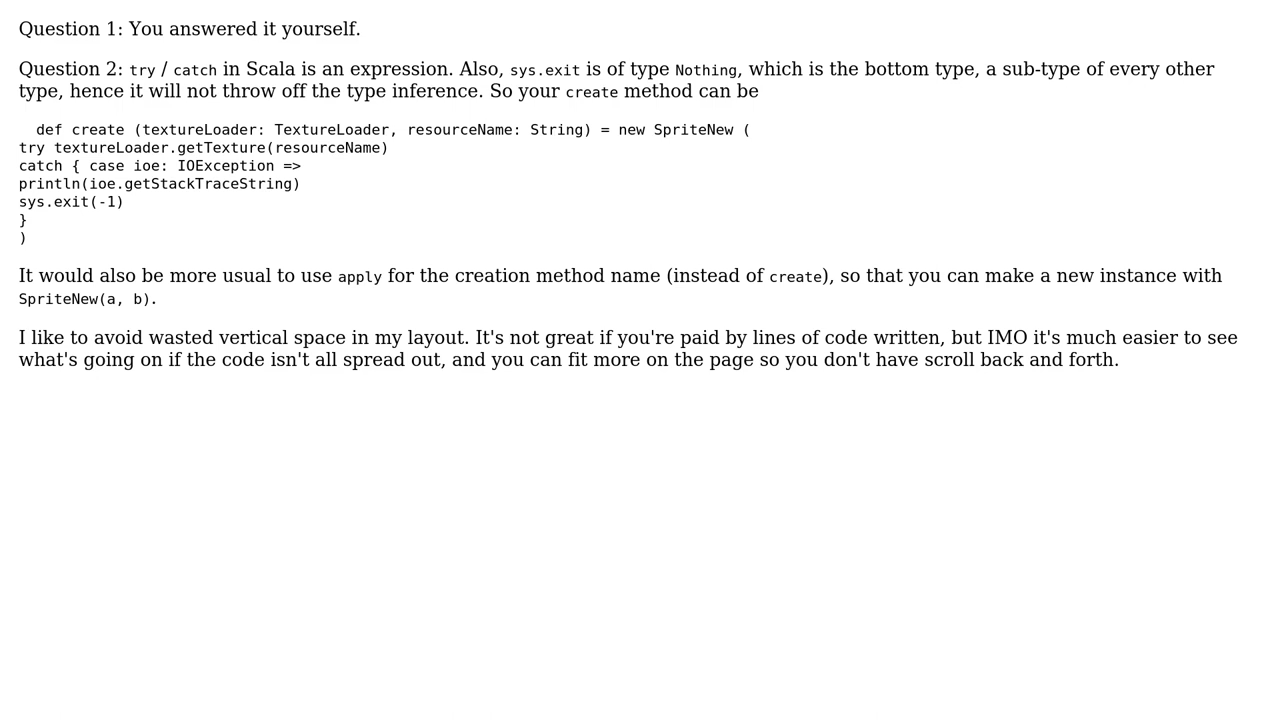 Question 1: You answered it yourself.
Question 2: try / catch in Scala is an expression. Also, sys.exit is of type Nothing, which is the bottom type, a sub-type of every other
type, hence it will not throw off the type inference. So your create method can be
  def create (textureLoader: TextureLoader, resourceName: String) = new SpriteNew (
try textureLoader.getTexture(resourceName)
catch { case ioe: IOException =>
println(ioe.getStackTraceString)
sys.exit(-1)
}
)
It would also be more usual to use apply for the creation method name (instead of create), so that you can make a new instance with
SpriteNew(a, b).
I like to avoid wasted vertical space in my layout. It's not great if you're paid by lines of code written, but IMO it's much easier to see
what's going on if the code isn't all spread out, and you can fit more on the page so you don't have scroll back and forth.